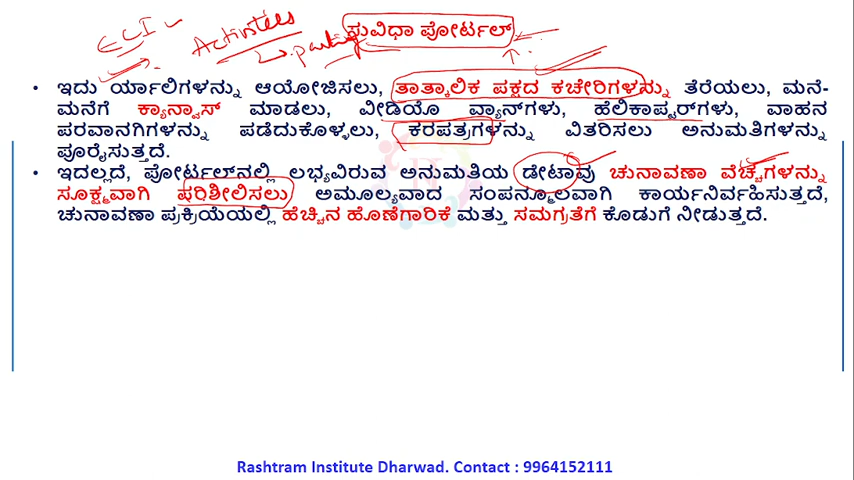 ECI
Activitees
parties
ಸುವಿಧಾ ಪೋರ್ಟಲ್
• ಇದು ರ್ಯಾಲಿಗಳನ್ನು ಆಯೋಜಿಸಲು, ತಾತ್ಕಾಲಿಕ ಪಕ್ಷದ ಕಚೇರಿಗಳನ್ನು ತೆರೆಯಲು, ಮನೆ-
ಮನೆಗೆ ಕ್ಯಾನ್ವಾಸ್ ಮಾಡಲು, ವೀಡಿಯೊ ವ್ಯಾನ್‌ಗಳು, ಹೆಲಿಕಾಪ್ಟರ್‌ಗಳು, ವಾಹನ
ಪರವಾನಗಿಗಳನ್ನು ಪಡೆದುಕೊಳ್ಳಲು, ಕರಪತ್ರಗಳನ್ನು ವಿತರಿಸಲು ಅನುಮತಿಗಳನ್ನು
ಪೂರೈಸುತ್ತದೆ.
• ಇದಲ್ಲದೆ, ಪೋರ್ಟಲ್‌ನಲ್ಲಿ ಲಭ್ಯವಿರುವ ಅನುಮತಿಯ ಡೇಟಾವು ಚುನಾವಣಾ ವೆಚ್ಚಗಳನ್ನು
ಸೂಕ್ಷ್ಮವಾಗಿ ಪರಿಶೀಲಿಸಲು ಅಮೂಲ್ಯವಾದ ಸಂಪನ್ಮೂಲವಾಗಿ ಕಾರ್ಯನಿರ್ವಹಿಸುತ್ತದೆ,
ಚುನಾವಣಾ ಪ್ರಕ್ರಿಯೆಯಲ್ಲಿ ಹೆಚ್ಚಿನ ಹೊಣೆಗಾರಿಕೆ ಮತ್ತು ಸಮಗ್ರತೆಗೆ ಕೊಡುಗೆ ನೀಡುತ್ತದೆ.
Rashtram Institute Dharwad. Contact : 9964152111